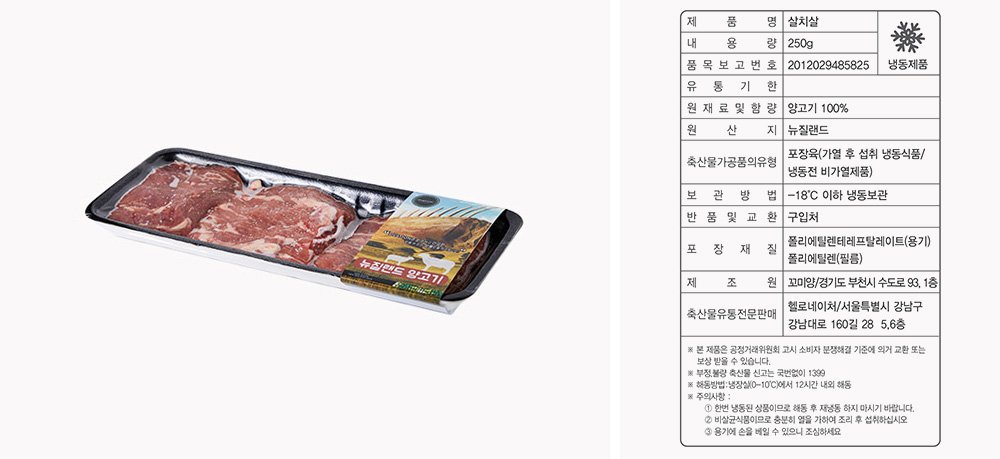 뉴질랜드 양고기
제 품 명 살치살
내 용 량 250g
냉동제품
품 목 보 고 번 호 2012029485825
유 통 기 한
원 재 료 및 함 량 양고기 100%
원 산 지 뉴질랜드
축산물가공품의유형 포장육(가열 후 섭취 냉동식품/
냉동전 비가열제품)
보 관 방 법 -18℃ 이하 냉동보관
반 품 및 교 환 구입처
포 장 재 질 폴리에틸렌테레프탈레이트(용기)
폴리에틸렌(필름)
제 조 원 꼬미양/경기도 부천시 수도로 93, 1층
축산물유통전문판매 헬로네이처/서울특별시 강남구
강남대로 160길 28 5,6층
※ 본 제품은 공정거래위원회 고시 소비자 분쟁해결 기준에 의거 교환 또는
보상 받을 수 있습니다.
※ 부정,불량 축산물 신고는 국번없이 1399
※ 해동방법:냉장실(0~10℃)에서 12시간 내외 해동
※ 주의사항 :
① 한번 냉동된 상품이므로 해동 후 재냉동 하지 마시기 바랍니다.
② 비살균식품이므로 충분히 열을 가하여 조리 후 섭취하십시오
③ 용기에 손을 베일 수 있으니 조심하세요